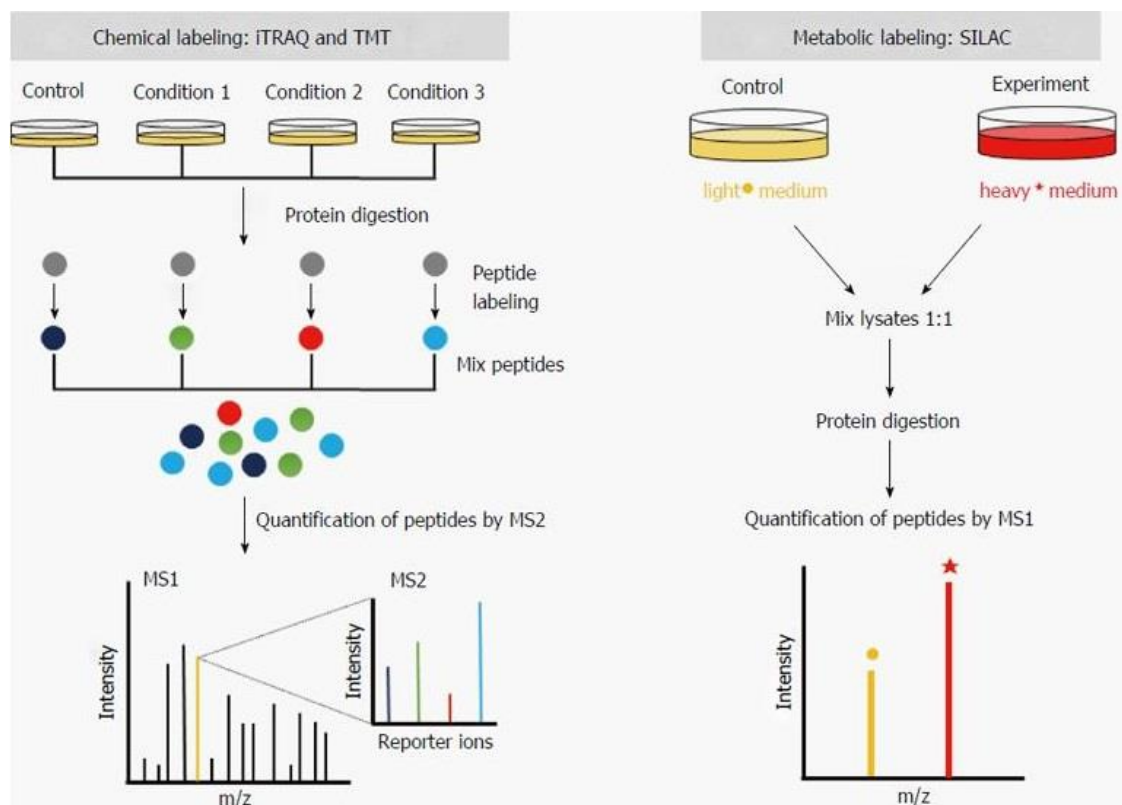 Chemical labeling: iTRAQ and TMT
Control
Condition 1
Condition 2
Condition 3
Protein digestion
Peptide
labeling
Mix peptides
Quantification of peptides by MS2
MS1
Intensity
m/z
MS2
Intensity
Reporter ions
Metabolic labeling: SILAC
Control
Experiment
light medium
heavy * medium
Mix lysates 1:1
Protein digestion
Quantification of peptides by MS1
Intensity
m/z